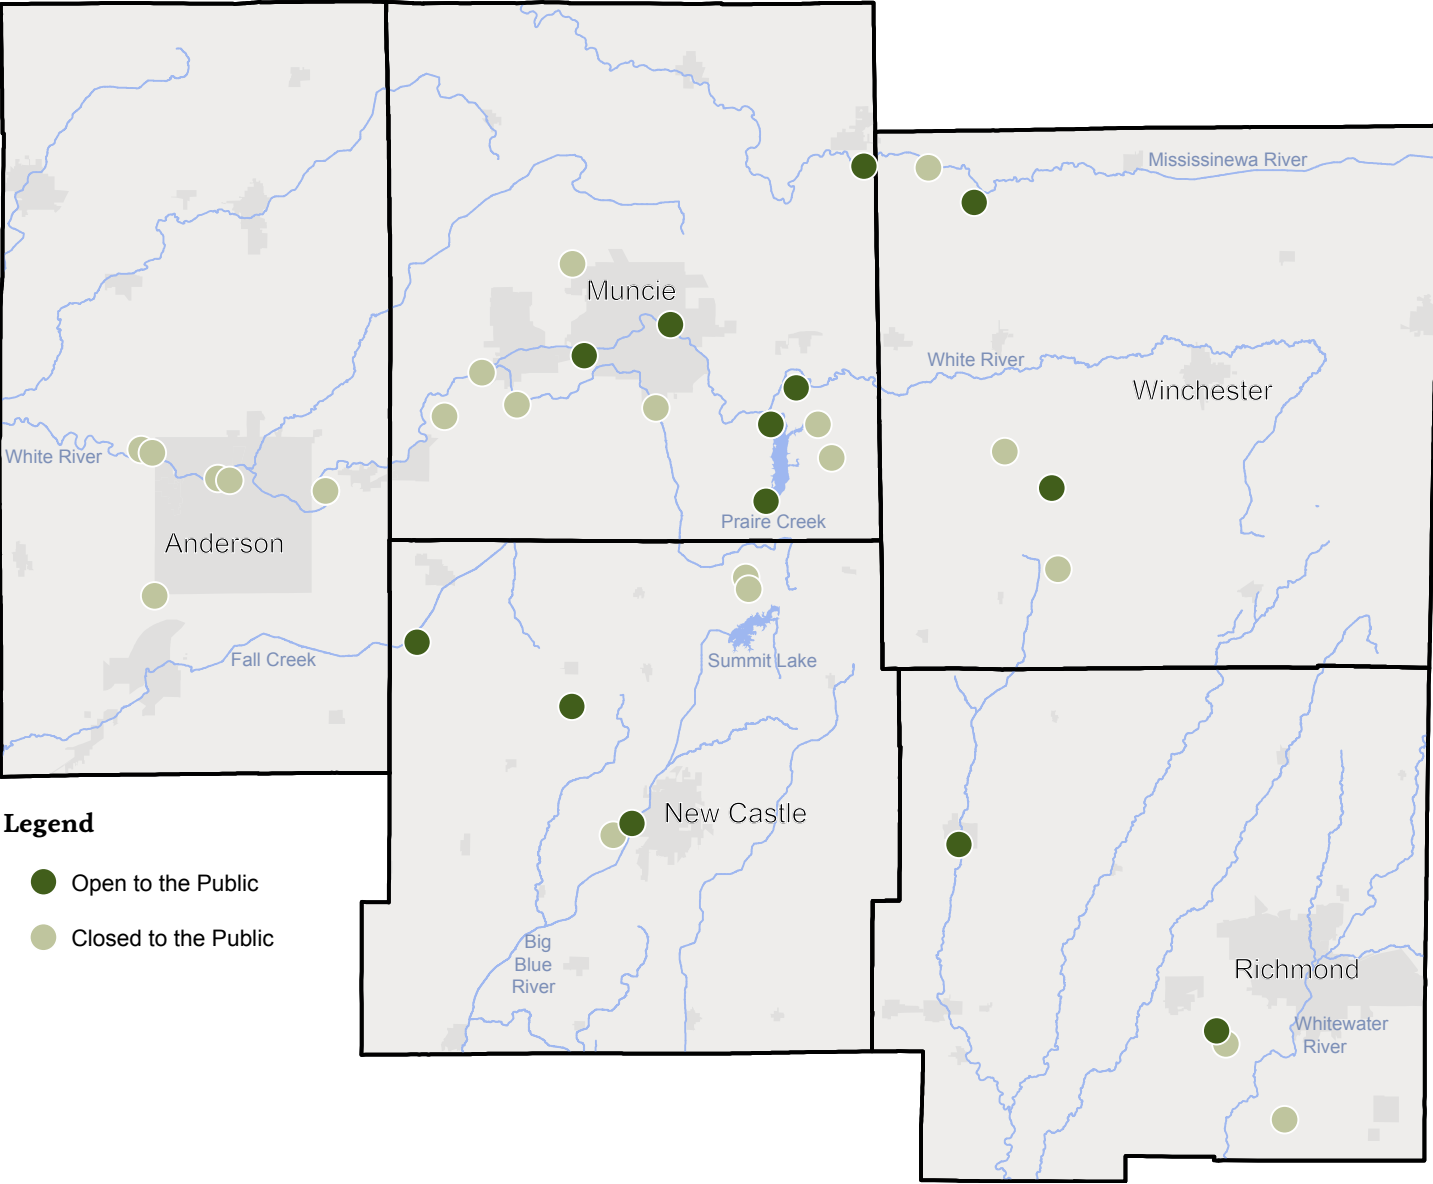 Mississinewa River
Muncie
White River
Winchester
White River
Praire Creek
Anderson
Fall Creek
Summit Lake
New Castle
Legend
Open to the Public
Closed to the Public
Big
Blue
River
Richmond
Whitewater
River